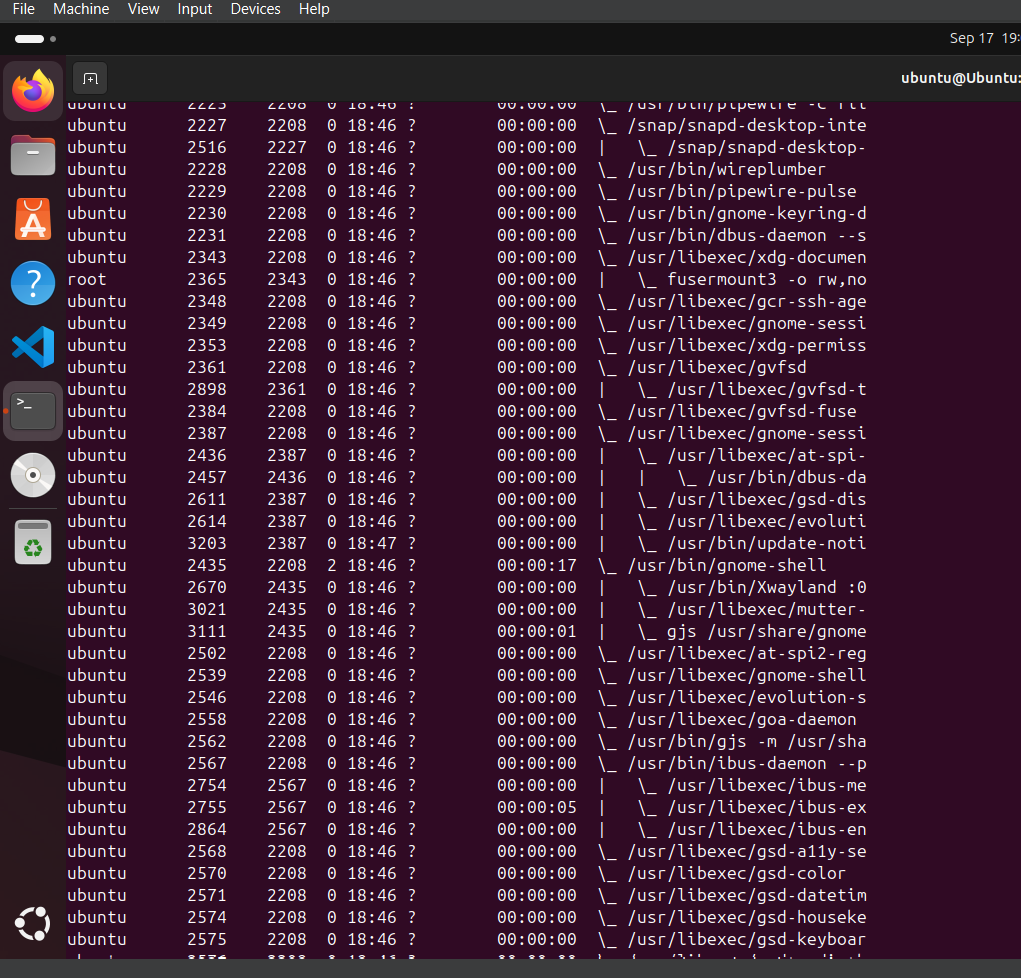 File Machine View Input Devices Help
Sep 17 19:
ubuntu@Ubuntu:
ubuntu 2223 2208 0 18:46 ? 00:00:00 \_ /usr/bin/pipewire -c fil
ubuntu 2227 2208 0 18:46 ? 00:00:00 \_ /snap/snapd-desktop-inte
ubuntu 2516 2227 0 18:46 ? 00:00:00 | \_ /snap/snapd-desktop-
ubuntu 2228 2208 0 18:46 ? 00:00:00 \_ /usr/bin/wireplumber
ubuntu 2229 2208 0 18:46 ? 00:00:00 \_ /usr/bin/pipewire-pulse
ubuntu 2230 2208 0 18:46 ? 00:00:00 \_ /usr/bin/gnome-keyring-d
ubuntu 2231 2208 0 18:46 ? 00:00:00 \_ /usr/bin/dbus-daemon --s
ubuntu 2343 2208 0 18:46 ? 00:00:00 \_ /usr/libexec/xdg-documen
root 2365 2343 0 18:46 ? 00:00:00 | \_ fusermount3 -o rw,no
ubuntu 2348 2208 0 18:46 ? 00:00:00 \_ /usr/libexec/gcr-ssh-age
ubuntu 2349 2208 0 18:46 ? 00:00:00 \_ /usr/libexec/gnome-sessi
ubuntu 2353 2208 0 18:46 ? 00:00:00 \_ /usr/libexec/xdg-permiss
ubuntu 2361 2208 0 18:46 ? 00:00:00 \_ /usr/libexec/gvfsd
ubuntu 2898 2361 0 18:46 ? 00:00:00 | \_ /usr/libexec/gvfsd-t
ubuntu 2384 2208 0 18:46 ? 00:00:00 \_ /usr/libexec/gvfsd-fuse
ubuntu 2387 2208 0 18:46 ? 00:00:00 \_ /usr/libexec/gnome-sessi
ubuntu 2436 2387 0 18:46 ? 00:00:00 | \_ /usr/libexec/at-spi-
ubuntu 2457 2436 0 18:46 ? 00:00:00 | | \_ /usr/bin/dbus-da
ubuntu 2611 2387 0 18:46 ? 00:00:00 | \_ /usr/libexec/gsd-dis
ubuntu 2614 2387 0 18:46 ? 00:00:00 | \_ /usr/libexec/evoluti
ubuntu 3203 2387 0 18:47 ? 00:00:00 | \_ /usr/bin/update-noti
ubuntu 2435 2208 2 18:46 ? 00:00:17 \_ /usr/bin/gnome-shell
ubuntu 2670 2435 0 18:46 ? 00:00:00 | \_ /usr/bin/Xwayland :0
ubuntu 3021 2435 0 18:46 ? 00:00:00 | \_ /usr/libexec/mutter-
ubuntu 3111 2435 0 18:46 ? 00:00:01 | \_ gjs /usr/share/gnome
ubuntu 2502 2208 0 18:46 ? 00:00:00 \_ /usr/libexec/at-spi2-reg
ubuntu 2539 2208 0 18:46 ? 00:00:00 \_ /usr/libexec/gnome-shell
ubuntu 2546 2208 0 18:46 ? 00:00:00 \_ /usr/libexec/evolution-s
ubuntu 2558 2208 0 18:46 ? 00:00:00 \_ /usr/libexec/goa-daemon
ubuntu 2562 2208 0 18:46 ? 00:00:00 \_ /usr/bin/gjs -m /usr/sha
ubuntu 2567 2208 0 18:46 ? 00:00:00 \_ /usr/bin/ibus-daemon --p
ubuntu 2754 2567 0 18:46 ? 00:00:00 | \_ /usr/libexec/ibus-me
ubuntu 2755 2567 0 18:46 ? 00:00:05 | \_ /usr/libexec/ibus-ex
ubuntu 2864 2567 0 18:46 ? 00:00:00 | \_ /usr/libexec/ibus-en
ubuntu 2568 2208 0 18:46 ? 00:00:00 \_ /usr/libexec/gsd-a11y-se
ubuntu 2570 2208 0 18:46 ? 00:00:00 \_ /usr/libexec/gsd-color
ubuntu 2571 2208 0 18:46 ? 00:00:00 \_ /usr/libexec/gsd-datetim
ubuntu 2574 2208 0 18:46 ? 00:00:00 \_ /usr/libexec/gsd-houseke
ubuntu 2575 2208 0 18:46 ? 00:00:00 \_ /usr/libexec/gsd-keyboar